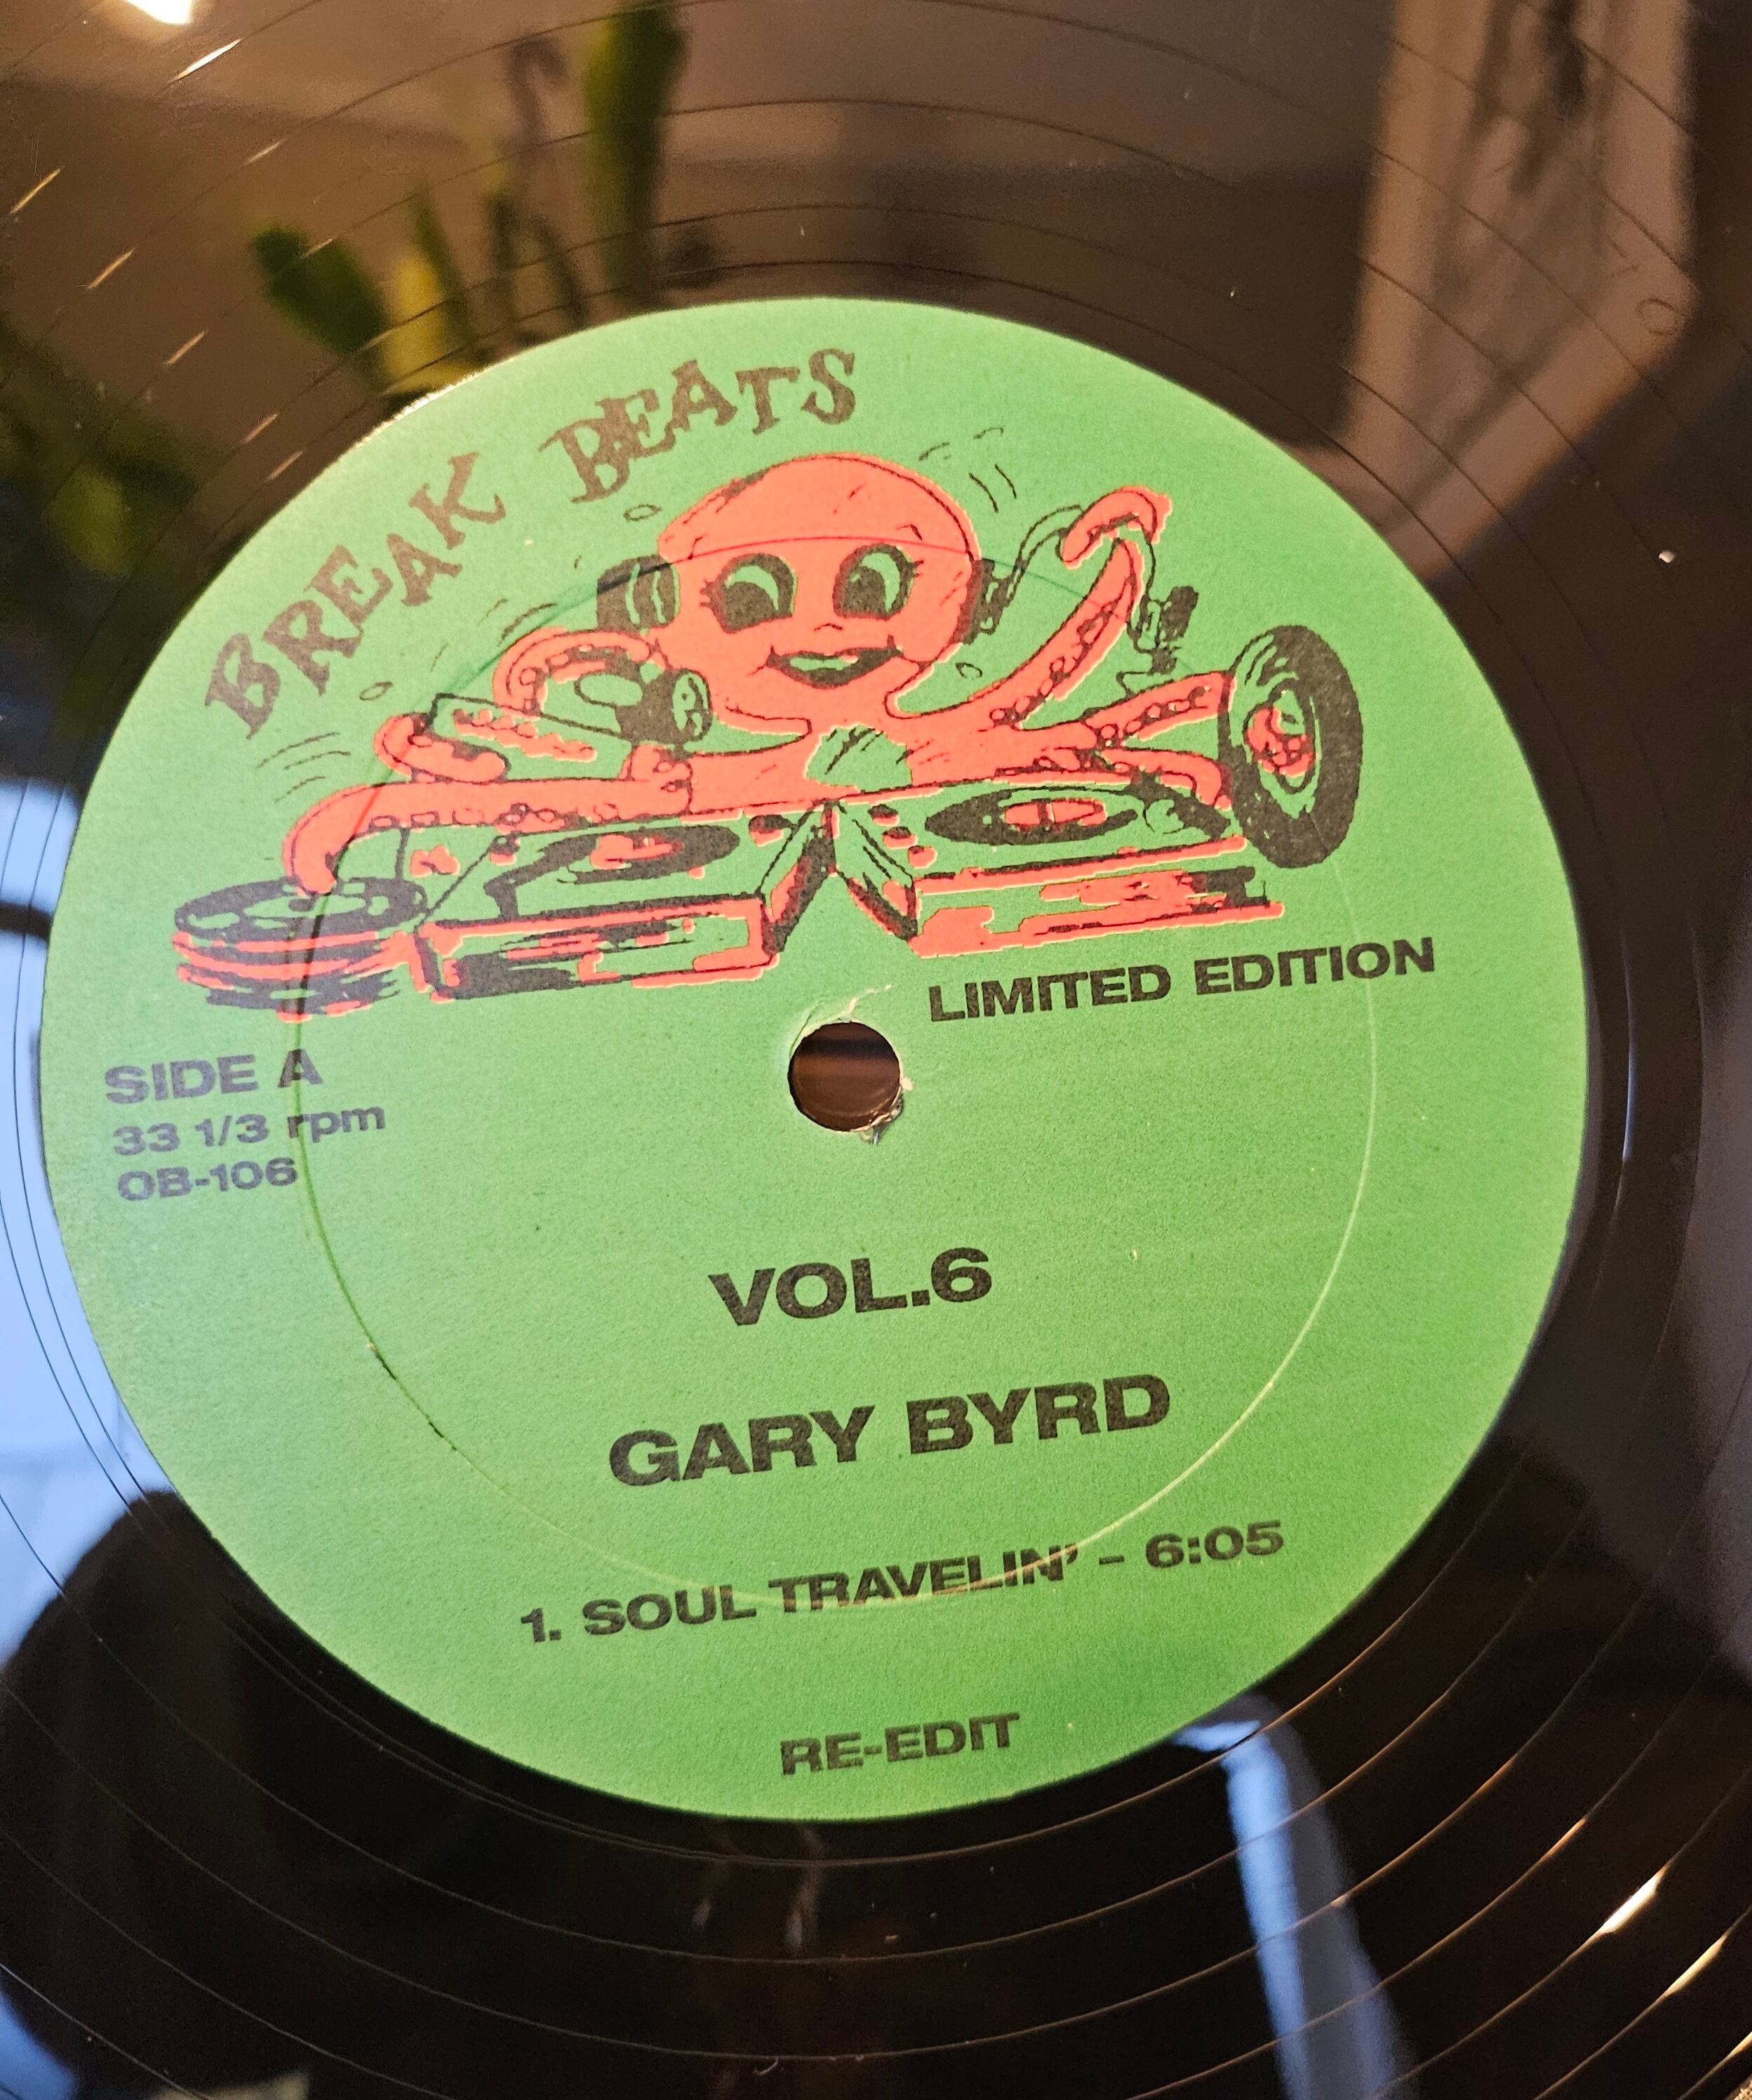 BREAK BEATS
LIMITED EDITION
SIDE A
33 1/3 rpm
OB-106
VOL.6
GARY BYRD
1. SOUL TRAVELIN' – 6:05
RE-EDIT